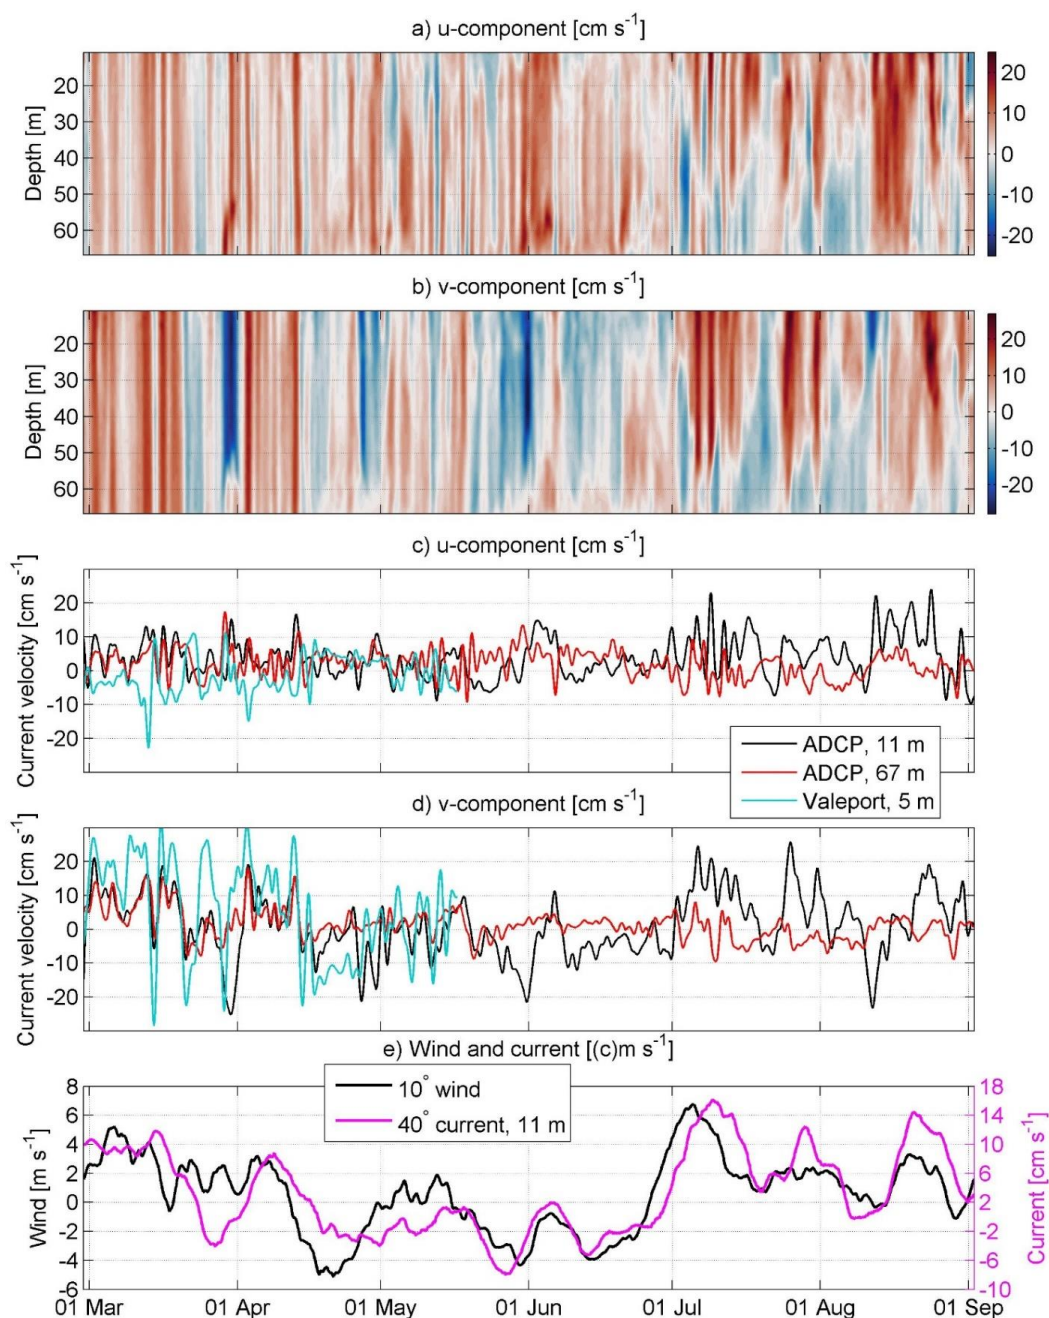 a) u-component [cm s⁻¹]
Depth [m]
20
30
40
50
60
20
10
0
-10
-20
b) v-component [cm s⁻¹]
Depth [m]
20
30
40
50
60
20
10
0
-10
-20
c) u-component [cm s⁻¹]
Current velocity [cm s⁻¹]
20
10
0
-10
-20
ADCP, 11 m
ADCP, 67 m
Valeport, 5 m
d) v-component [cm s⁻¹]
Current velocity [cm s⁻¹]
20
10
0
-10
-20
e) Wind and current [(c)m s⁻¹]
10° wind
40° current, 11 m
Wind [m s⁻¹]
8
6
4
2
0
-2
-4
-6
18
14
10
6
2
-2
-6
-10
Current [cm s⁻¹]
01 Mar 01 Apr 01 May 01 Jun 01 Jul 01 Aug 01 Sep